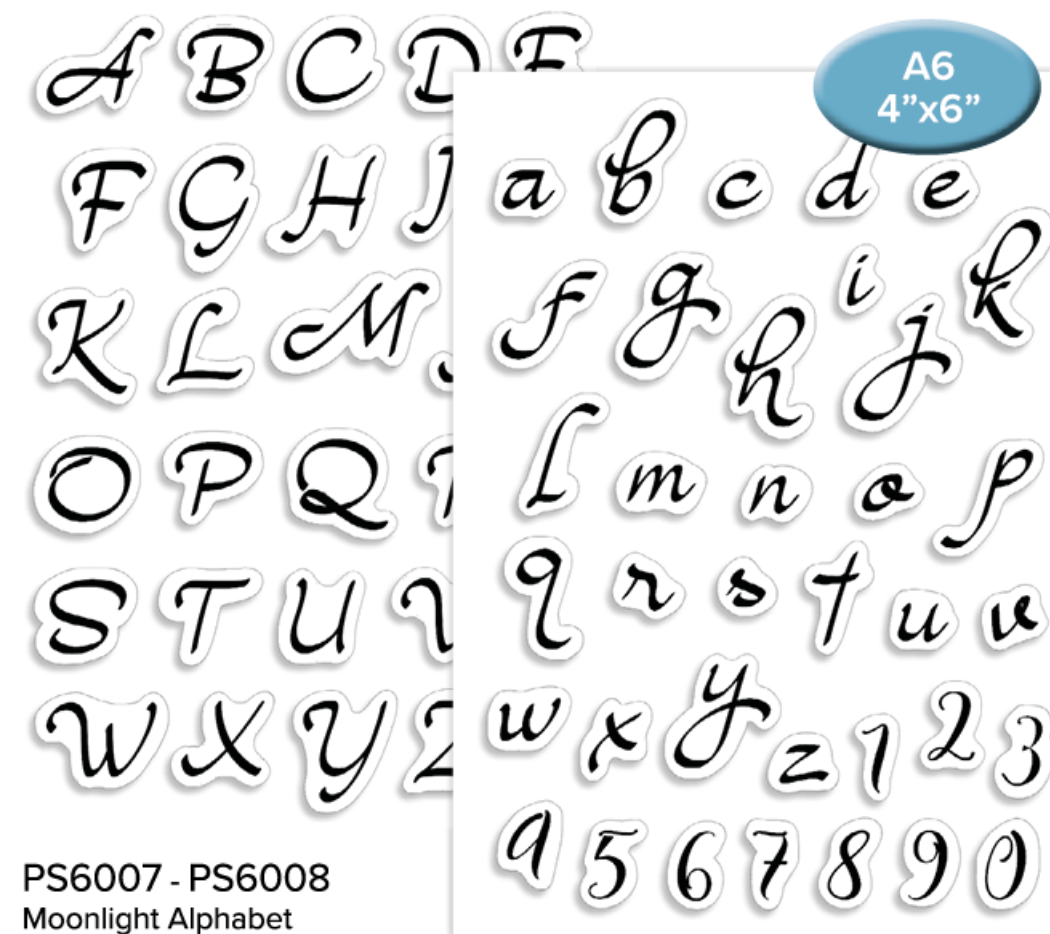 A B C D E
F G H
K L M
O P Q
S T U V
W X Y Z
PS6007 - PS6008
Moonlight Alphabet
A6
4”x6”
a b c d e
f g h i j k
l m n o p
q r s t u v
w x y z 1 2 3
4 5 6 7 8 9 0